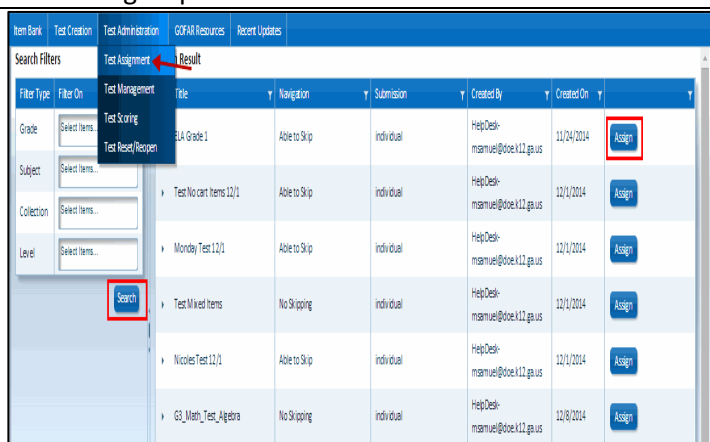 Item Bank Test Creation Test Administration GOFAR Resources Recent Updates
Search Filters Test Assignment Result
Filter Type Filter On Test Management Title Navigation Submission Created By Created On
Test Scoring
Test Reset/Reopen
Grade Select Items... ELA Grade 1 Able to Skip individual HelpDesk-
msamuel@doe.k12.ga.us 11/24/2014 Assign
Subject Select Items...
Test No cart Items 12/1 Able to Skip individual HelpDesk-
msamuel@doe.k12.ga.us 12/1/2014 Assign
Collection Select Items...
Level Select Items... Monday Test 12/1 Able to Skip individual HelpDesk-
msamuel@doe.k12.ga.us 12/1/2014 Assign
Search Test Mixed Items No Skipping individual HelpDesk-
msamuel@doe.k12.ga.us 12/1/2014 Assign
Nicoles Test 12/1 Able to Skip individual HelpDesk-
msamuel@doe.k12.ga.us 12/1/2014 Assign
G3_Math_Test_Algebra No Skipping individual HelpDesk-
msamuel@doe.k12.ga.us 12/8/2014 Assign